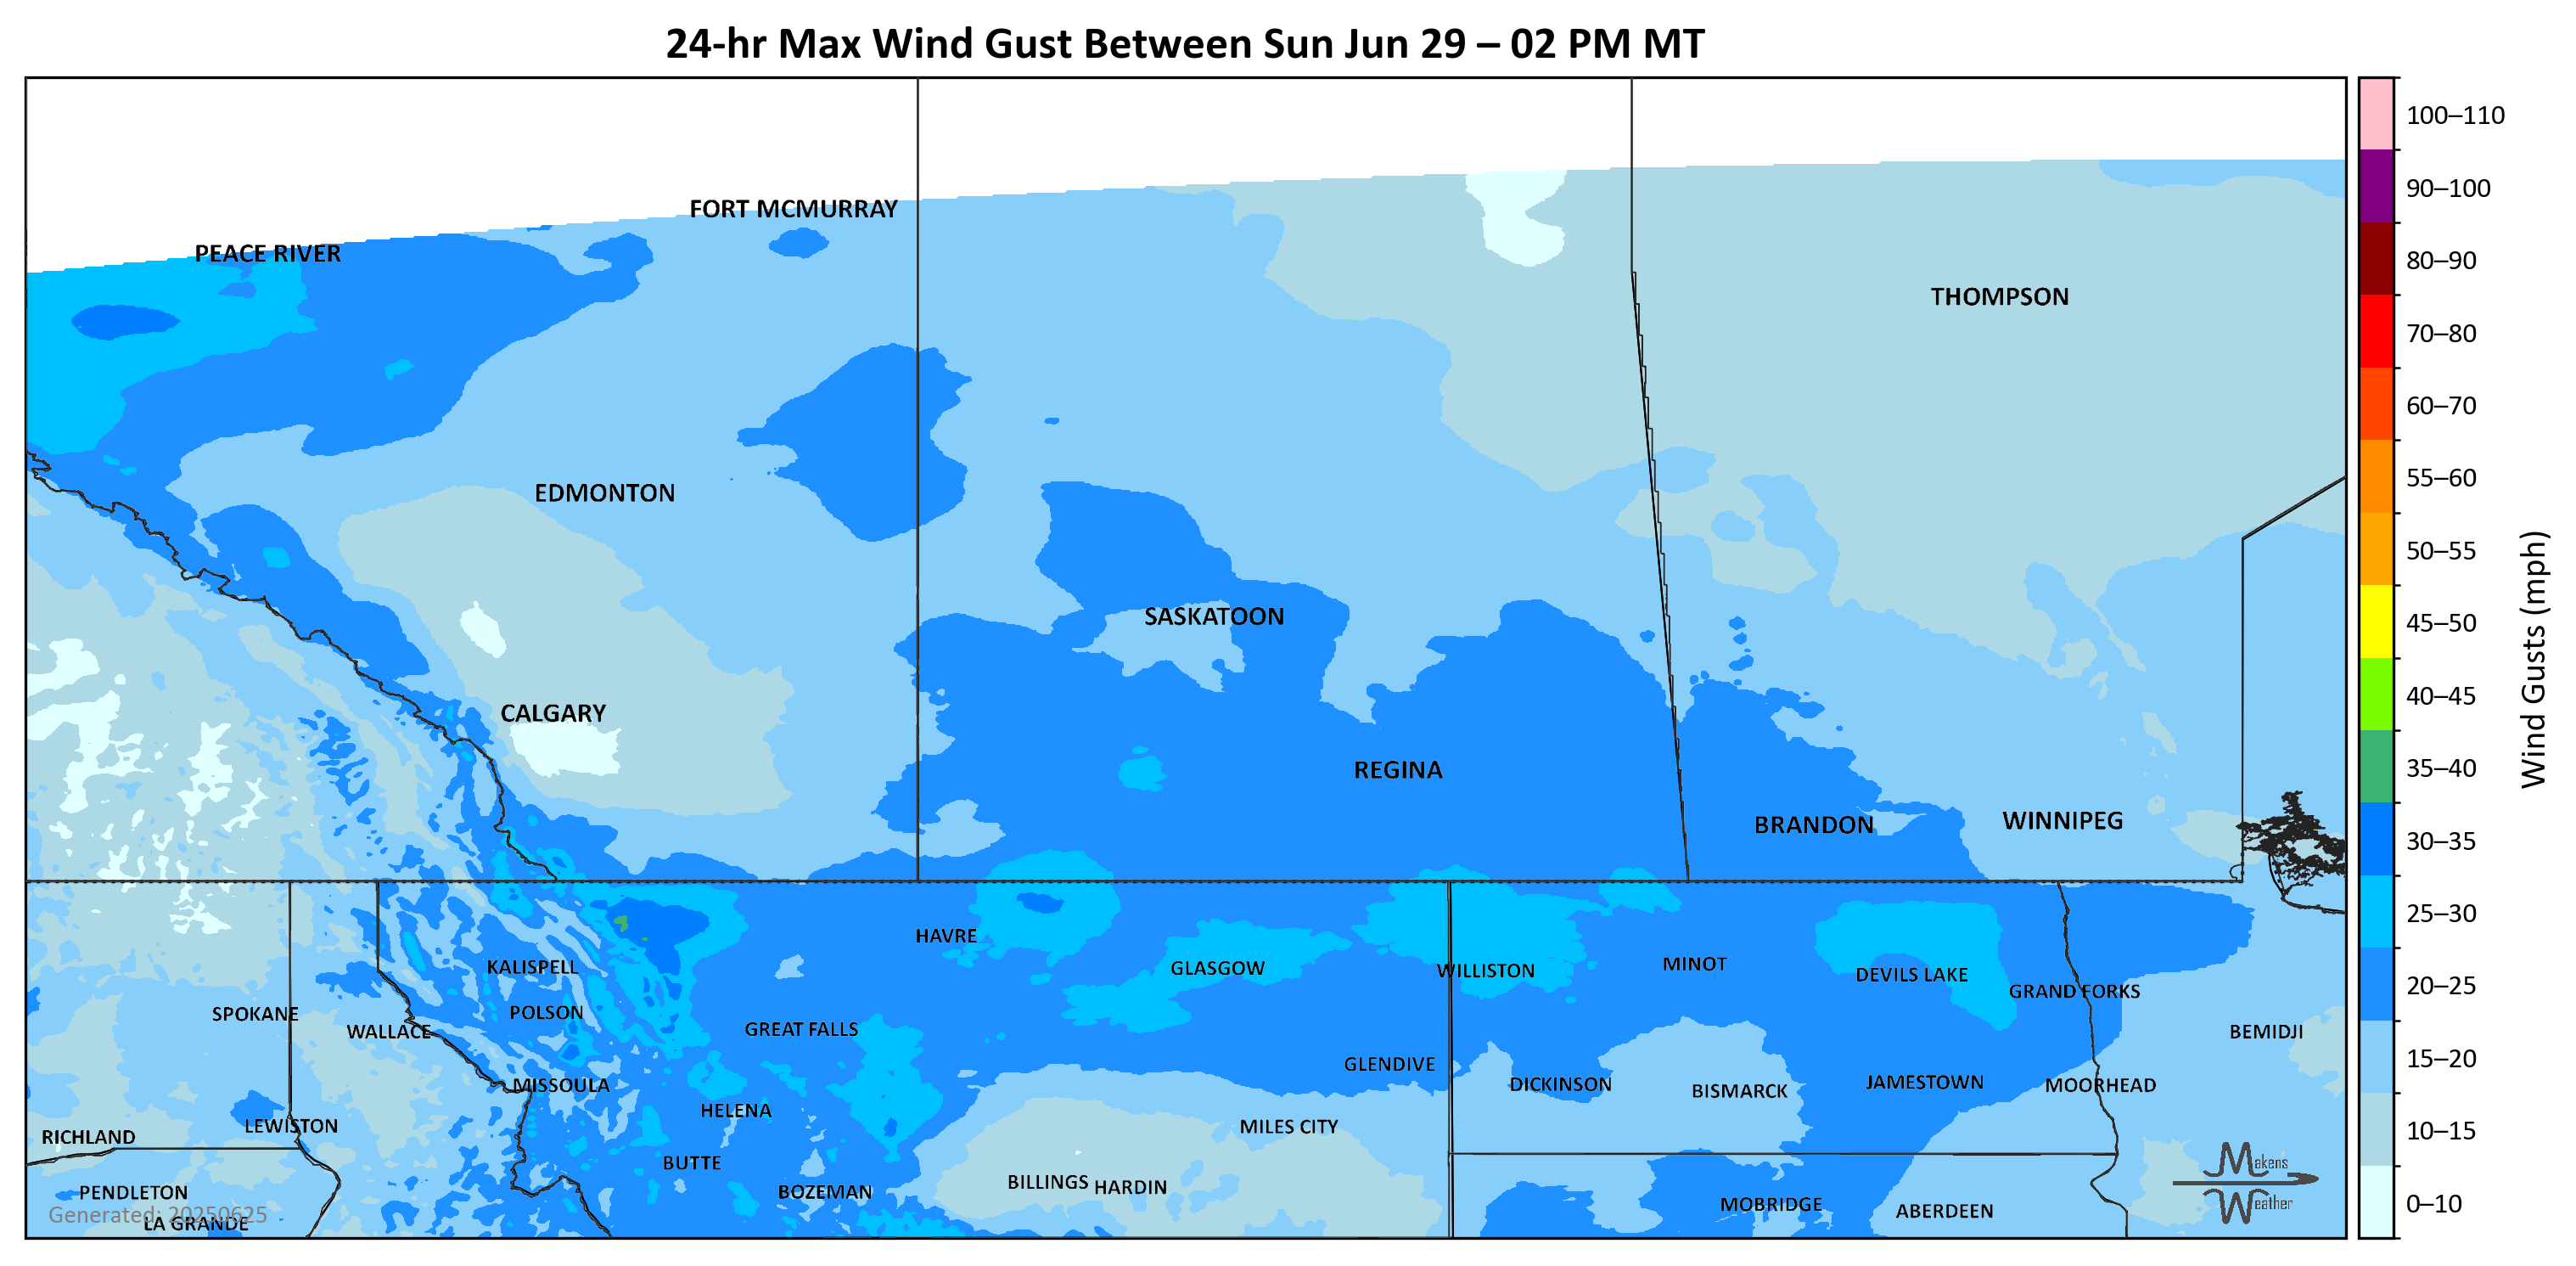 24-hr Max Wind Gust Between Sun Jun 29 – 02 PM MT
100–110
90–100
80–90
70–80
60–70
55–60
50–55
45–50
40–45
35–40
30–35
25–30
20–25
15–20
10–15
0–10
Wind Gusts (mph)
FORT MCMURRAY
PEACE RIVER
THOMPSON
EDMONTON
SASKATOON
CALGARY
REGINA
BRANDON
WINNIPEG
HAVRE
KALISPELL
GLASGOW
WILLISTON
MINOT
DEVILS LAKE
GRAND FORKS
SPOKANE
POLSON
WALLACE
GREAT FALLS
BEMIDJI
GLENDIVE
MISSOULA
DICKINSON
BISMARCK
JAMESTOWN
MOORHEAD
HELENA
LEWISTON
MILES CITY
RICHLAND
BUTTE
BILLINGS
HARDIN
PENDLETON
BOZEMAN
MOBRIDGE
ABERDEEN
Generated: 20250625
LA GRANDE
Makens
Weather